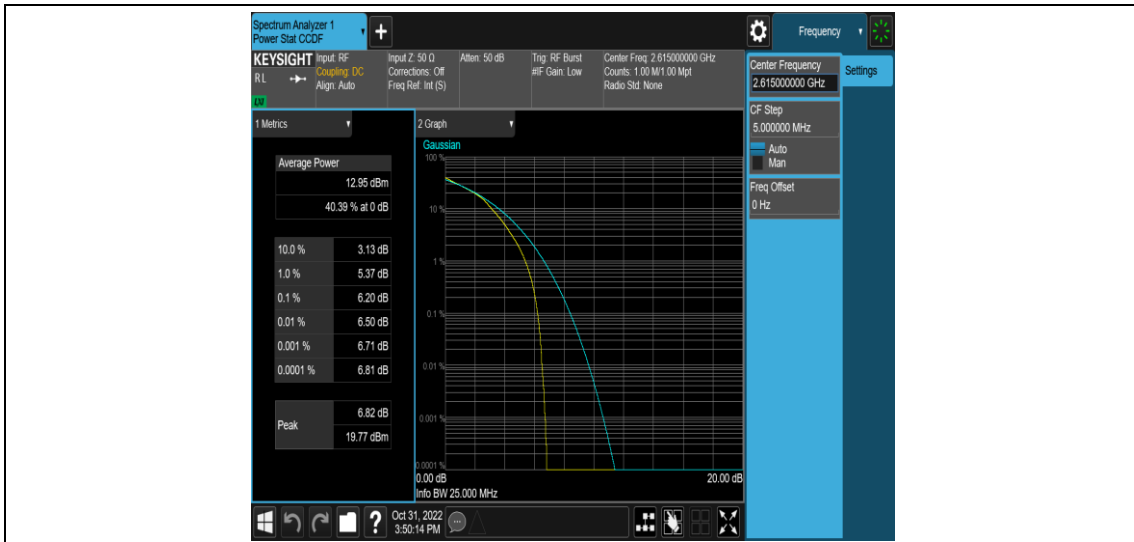 Spectrum Analyzer 1
Power Stat CCDF
+
Frequency
KEYSIGHT
RL
LXI
Input: RF
Coupling: DC
Align: Auto
Input Z: 50 Ω
Corrections: Off
Freq Ref: Int (S)
Atten: 50 dB
Trig: RF Burst
#IF Gain: Low
Center Freq: 2.615000000 GHz
Counts: 1.00 M/1.00 Mpt
Radio Std: None
Center Frequency
2.615000000 GHz
Settings
CF Step
5.000000 MHz
Auto
Man
Freq Offset
0 Hz
1 Metrics
Average Power
12.95 dBm
40.39 % at 0 dB
10.0 % 3.13 dB
1.0 % 5.37 dB
0.1 % 6.20 dB
0.01 % 6.50 dB
0.001 % 6.71 dB
0.0001 % 6.81 dB
Peak 6.82 dB
19.77 dBm
2 Graph
Gaussian
100 %
10 %
1 %
0.1 %
0.01 %
0.001 %
0.0001 %
0.00 dB 20.00 dB
Info BW 25.000 MHz
?
Oct 31, 2022
3:50:14 PM